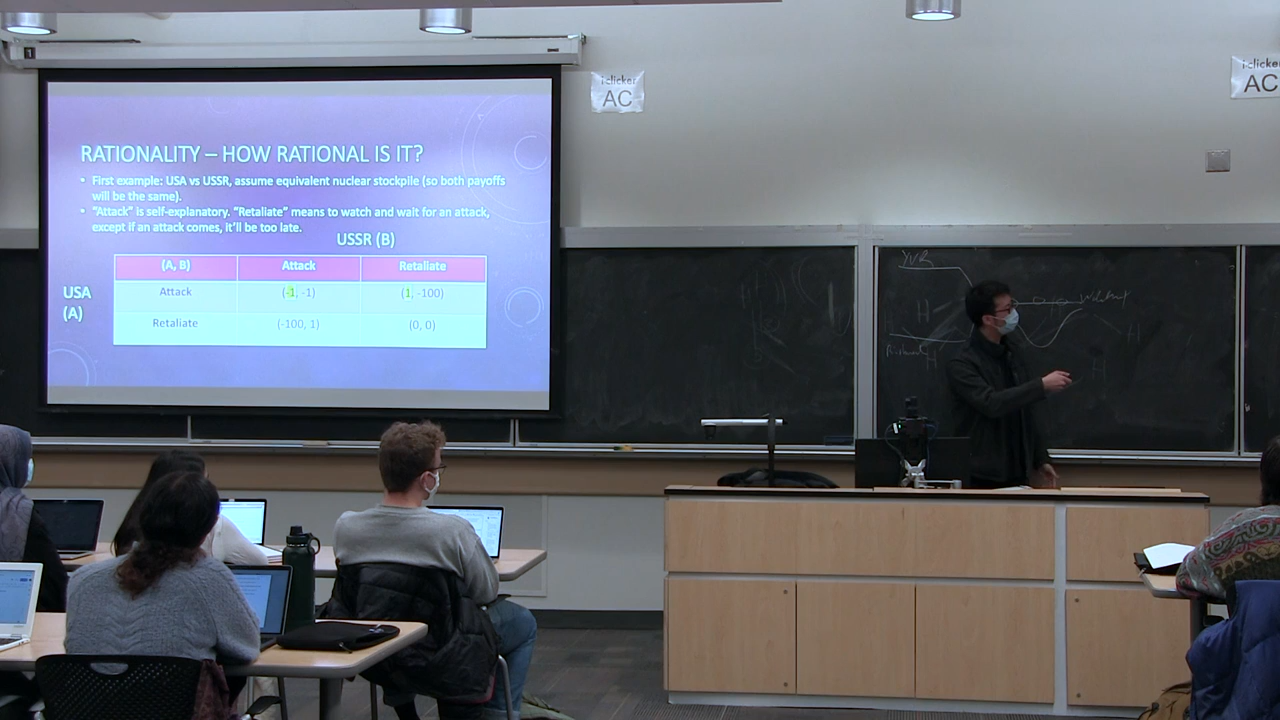 i-clicker
AC
i-clicker
AC
RATIONALITY – HOW RATIONAL IS IT?
• First example: USA vs USSR, assume equivalent nuclear stockpile (so both payoffs
will be the same).
• "Attack" is self-explanatory. "Retaliate" means to watch and wait for an attack,
except if an attack comes, it'll be too late.
USSR (B)
(A, B) Attack Retaliate
USA
(A)
Attack (-1, -1) (1, -100)
Retaliate (-100, 1) (0, 0)
YVR
H
H
H
H